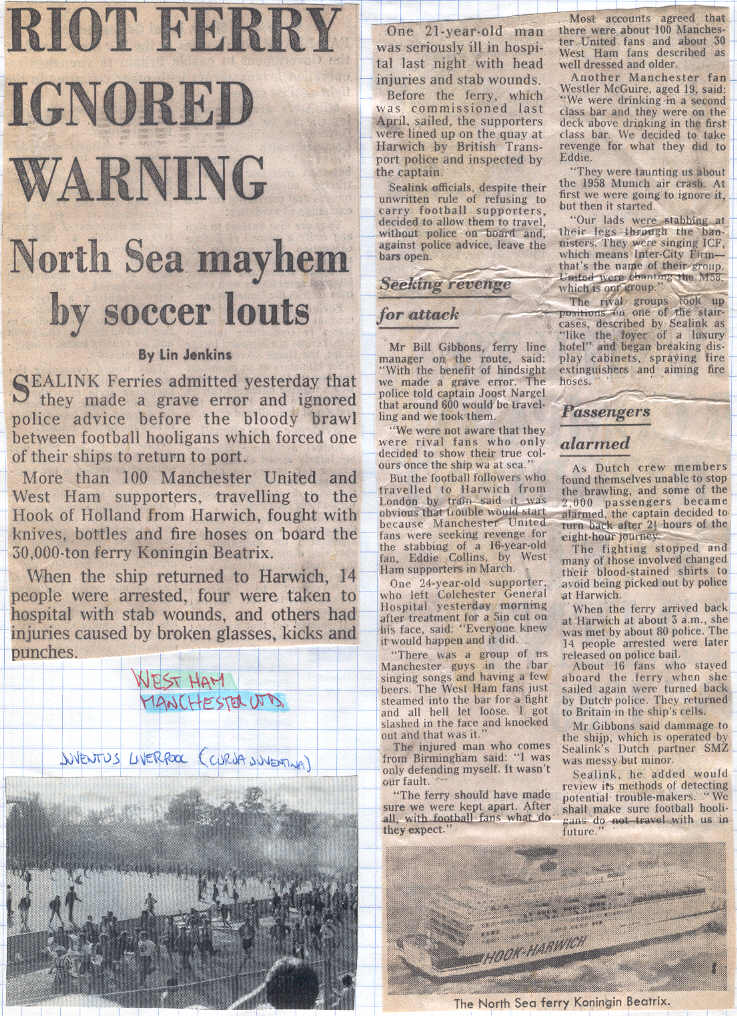 RIOT FERRY
IGNORED
WARNING
North Sea mayhem
by soccer louts
By Lin Jenkins
SEALINK Ferries admitted yesterday that
they made a grave error and ignored
police advice before the bloody brawl
between football hooligans which forced one
of their ships to return to port.
More than 100 Manchester United and
West Ham supporters, travelling to the
Hook of Holland from Harwich, fought with
knives, bottles and fire hoses on board the
30,000-ton ferry Koningin Beatrix.
When the ship returned to Harwich, 14
people were arrested, four were taken to
hospital with stab wounds, and others had
injuries caused by broken glasses, kicks and
punches.
WEST HAM
MANCHESTER UTD
JUVENTUS LIVERPOOL (CURVA JUVENTINA)
One 21-year-old man
was seriously ill in hospi-
tal last night with head
injuries and stab wounds.
Before the ferry, which
was commissioned last
April, sailed, the supporters
were lined up on the quay at
Harwich by British Trans-
port police and inspected by
the captain.
Sealink officials, despite their
unwritten rule of refusing to
carry football supporters,
decided to allow them to travel,
without police on board and,
against police advice, leave the
bars open.
Seeking revenge
for attack
Mr Bill Gibbons, ferry line
manager on the route, said:
"With the benefit of hindsight
we made a grave error. The
police told captain Joost Nargel
that around 600 would be travel-
ling and we took them.
"We were not aware that they
were rival fans who only
decided to show their true col-
ours once the ship wa at sea."
But the football followers who
travelled to Harwich from
London by train said it was
obvious that trouble would start
because Manchester United
fans were seeking revenge for
the stabbing of a 16-year-old
fan, Eddie Collins, by West
Ham supporters in March.
One 24-year-old supporter,
who left Colchester General
Hospital yesterday morning
after treatment for a 5in cut on
his face, said: "Everyone knew
it would happen and it did.
"There was a group of us
Manchester guys in the bar
singing songs and having a few
beers. The West Ham fans just
steamed into the bar for a fight
and all hell let loose. I got
slashed in the face and knocked
out and that was it."
The injured man who comes
from Birmingham said: "I was
only defending myself. It wasn't
our fault.
"The ferry should have made
sure we were kept apart. After
all, with football fans what do
they expect."
Most accounts agreed that
there were about 100 Manches-
ter United fans and about 30
West Ham fans described as
well dressed and older.
Another Manchester fan
Westler McGuire, aged 19, said:
"We were drinking in a second
class bar and they were on the
deck above drinking in the first
class bar. We decided to take
revenge for what they did to
Eddie.
"They were taunting us about
the 1958 Munich air crash. At
first we were going to ignore it,
but then it started.
"Our lads were stabbing at
their legs through the ban-
nisters. They were singing ICF,
which means Inter-City Firm—
that's the name of their group.
United were chanting the M58,
which is our group."
The rival groups took up
positions on one of the stair-
cases, described by Sealink as
"like the foyer of a luxury
hotel" and began breaking dis-
play cabinets, spraying fire
extinguishers and aiming fire
hoses.
Passengers
alarmed
As Dutch crew members
found themselves unable to stop
the brawling, and some of the
2,000 passengers became
alarmed, the captain decided to
turn back after 2½ hours of the
eight-hour journey.
The fighting stopped and
many of those involved changed
their blood-stained shirts to
avoid being picked out by police
at Harwich.
When the ferry arrived back
at Harwich at about 3 a.m., she
was met by about 80 police. The
14 people arrested were later
released on police bail.
About 16 fans who stayed
aboard the ferry when she
sailed again were turned back
by Dutch police. They returned
to Britain in the ship's cells.
Mr Gibbons said damage to
the ship, which is operated by
Sealink's Dutch partner SMZ
was messy but minor.
Sealink, he added would
review its methods of detecting
potential trouble-makers. "We
shall make sure football hooli-
gans do not travel with us in
future."
HOOK-HARWICH
The North Sea ferry Koningin Beatrix.